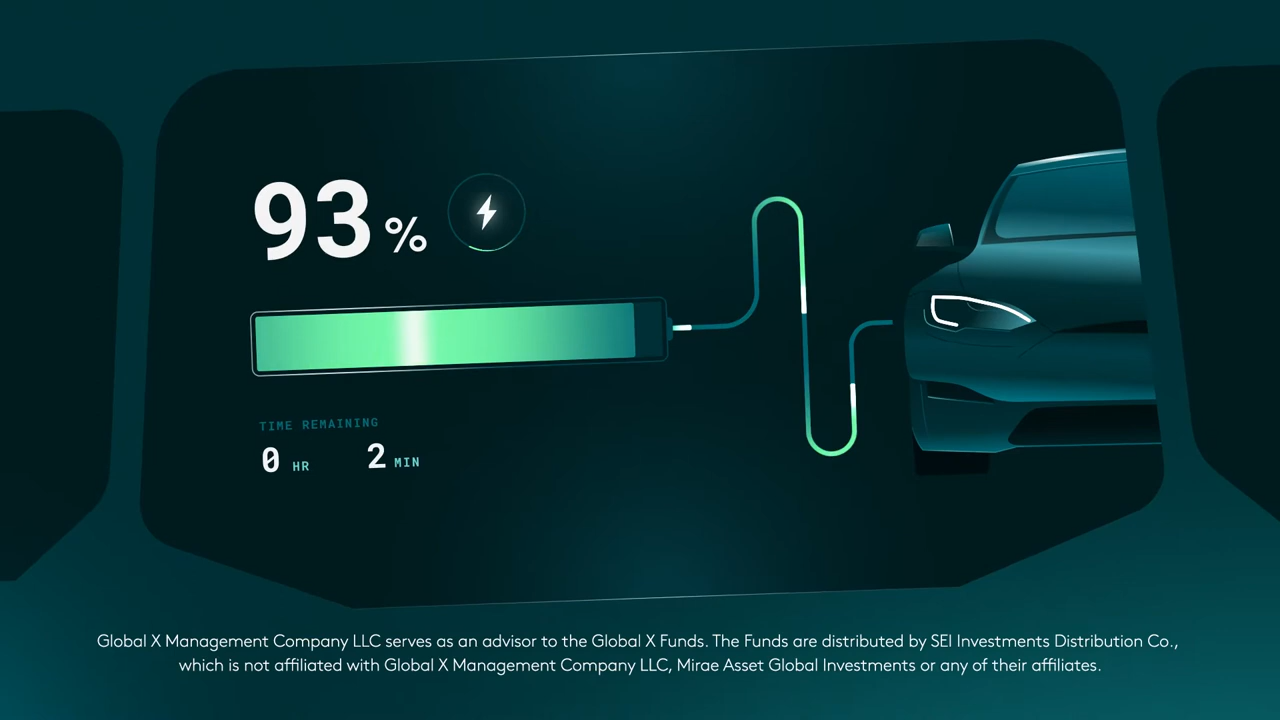 93 %
TIME REMAINING
0 HR 2 MIN
Global X Management Company LLC serves as an advisor to the Global X Funds. The Funds are distributed by SEI Investments Distribution Co.,
which is not affiliated with Global X Management Company LLC, Mirae Asset Global Investments or any of their affiliates.